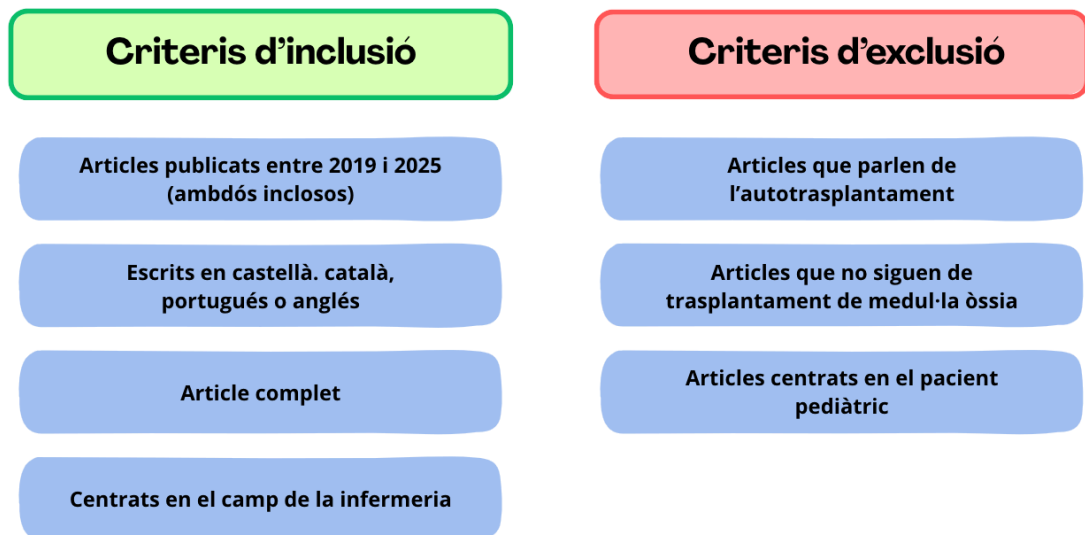 Criteris d'inclusió
Articles publicats entre 2019 i 2025
(ambdós inclosos)
Escrits en castellà. català,
portugués o anglés
Article complet
Centrats en el camp de la infermeria
Criteris d'exclusió
Articles que parlen de
l'autotrasplantament
Articles que no siguen de
trasplantament de medul·la òssia
Articles centrats en el pacient
pediàtric